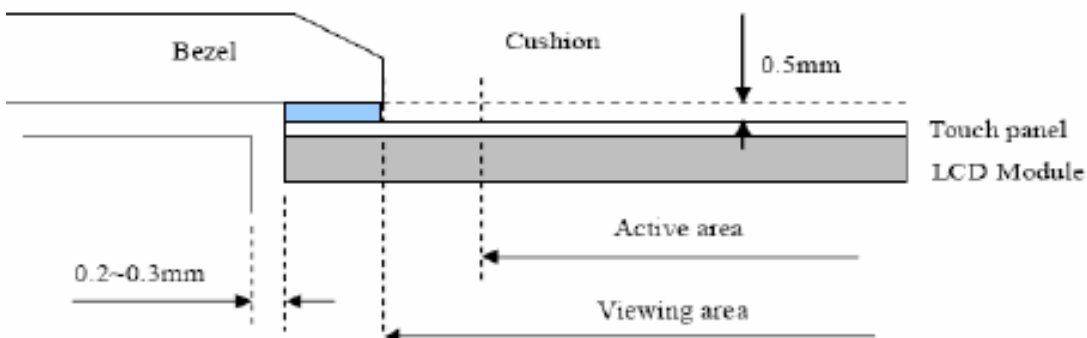 Cushion
Bezel
0.5mm
Touch panel
LCD Module
Active area
0.2~0.3mm
Viewing area